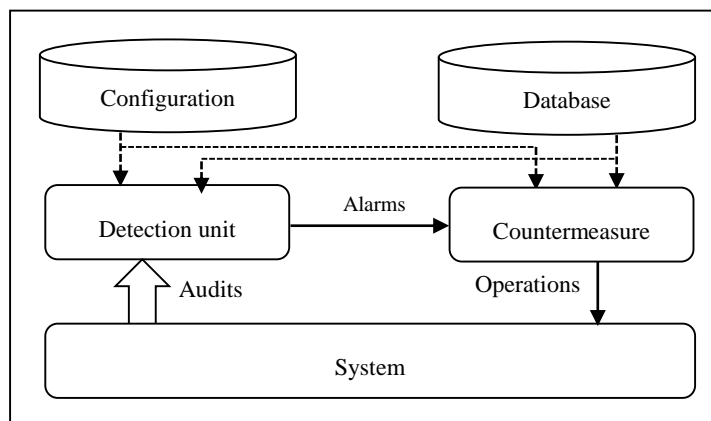 Configuration
Database
Alarms
Detection unit
Countermeasure
Audits
Operations
System